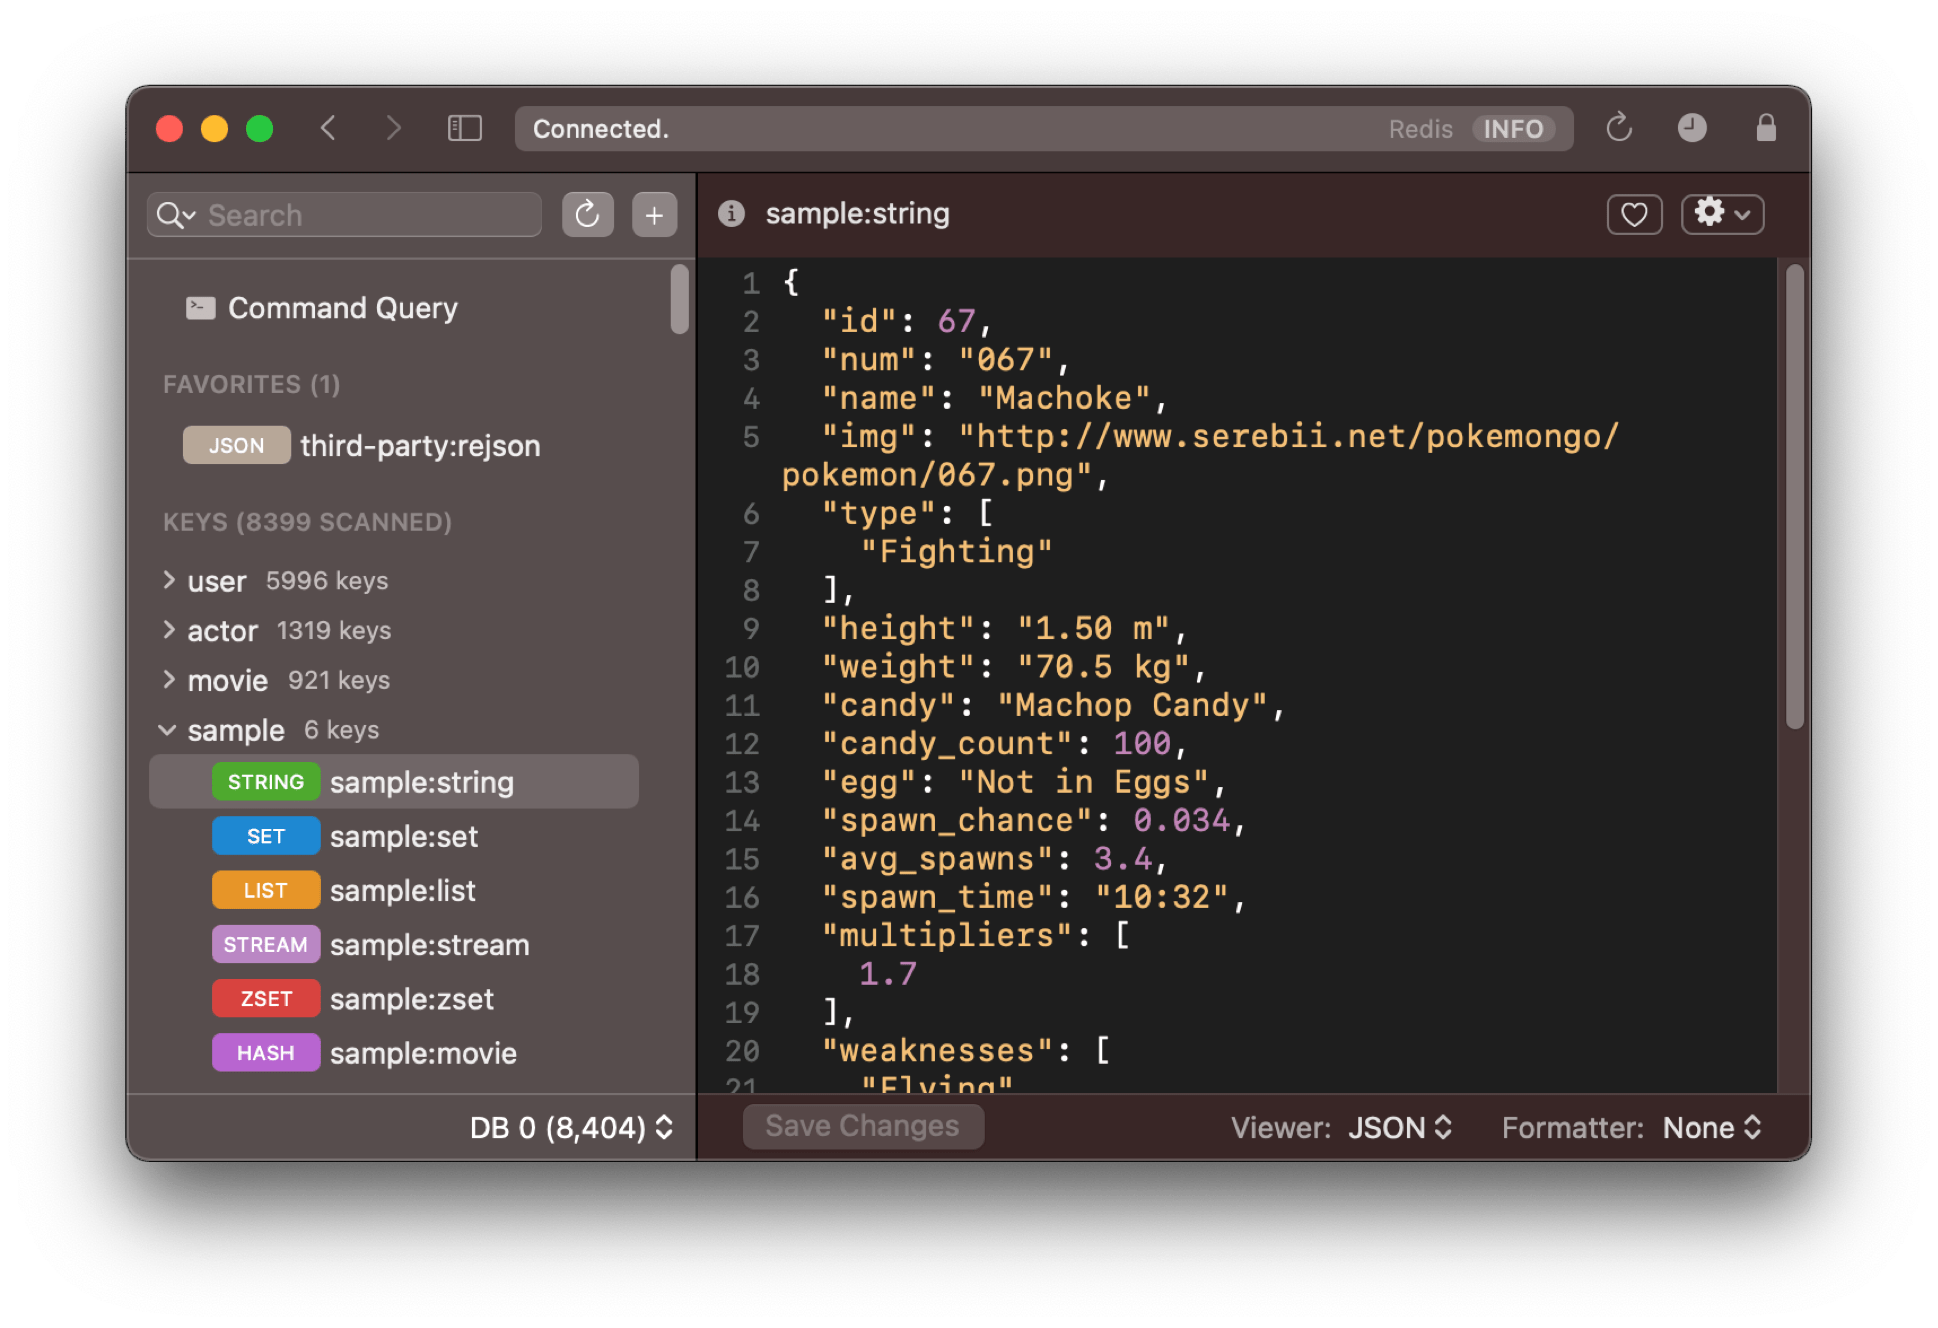 Connected. Redis INFO
Search
Command Query
FAVORITES (1)
JSON third-party:rejson
KEYS (8399 SCANNED)
user 5996 keys
actor 1319 keys
movie 921 keys
sample 6 keys
STRING sample:string
SET sample:set
LIST sample:list
STREAM sample:stream
ZSET sample:zset
HASH sample:movie
DB 0 (8,404)
sample:string
1 {
2 "id": 67,
3 "num": "067",
4 "name": "Machoke",
5 "img": "http://www.serebii.net/pokemongo/
pokemon/067.png",
6 "type": [
7 "Fighting"
8 ],
9 "height": "1.50 m",
10 "weight": "70.5 kg",
11 "candy": "Machop Candy",
12 "candy_count": 100,
13 "egg": "Not in Eggs",
14 "spawn_chance": 0.034,
15 "avg_spawns": 3.4,
16 "spawn_time": "10:32",
17 "multipliers": [
18 1.7
19 ],
20 "weaknesses": [
21 "Flying"
Save Changes Viewer: JSON Formatter: None